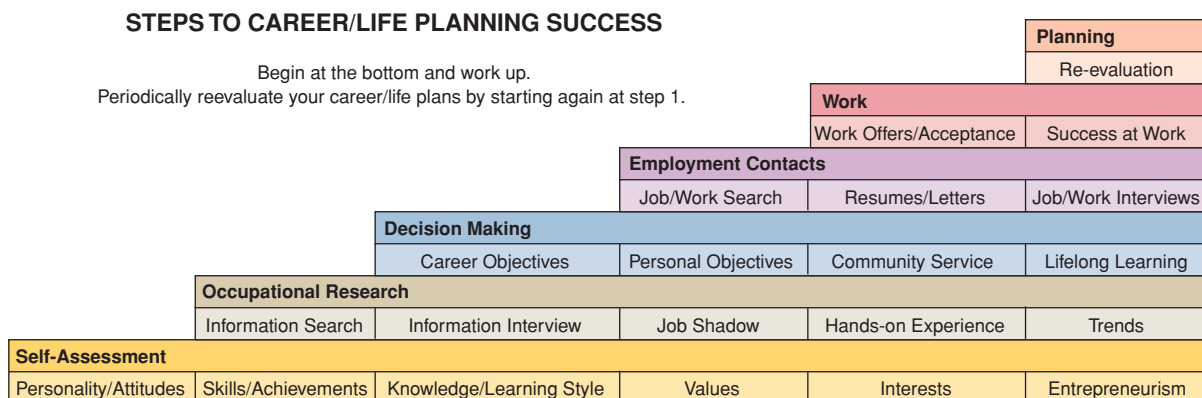 STEPS TO CAREER/LIFE PLANNING SUCCESS
Begin at the bottom and work up.
Periodically reevaluate your career/life plans by starting again at step 1.
Planning
Re-evaluation
Work
Work Offers/Acceptance Success at Work
Employment Contacts
Job/Work Search Resumes/Letters Job/Work Interviews
Decision Making
Career Objectives Personal Objectives Community Service Lifelong Learning
Occupational Research
Information Search Information Interview Job Shadow Hands-on Experience Trends
Self-Assessment
Personality/Attitudes Skills/Achievements Knowledge/Learning Style Values Interests Entrepreneurism